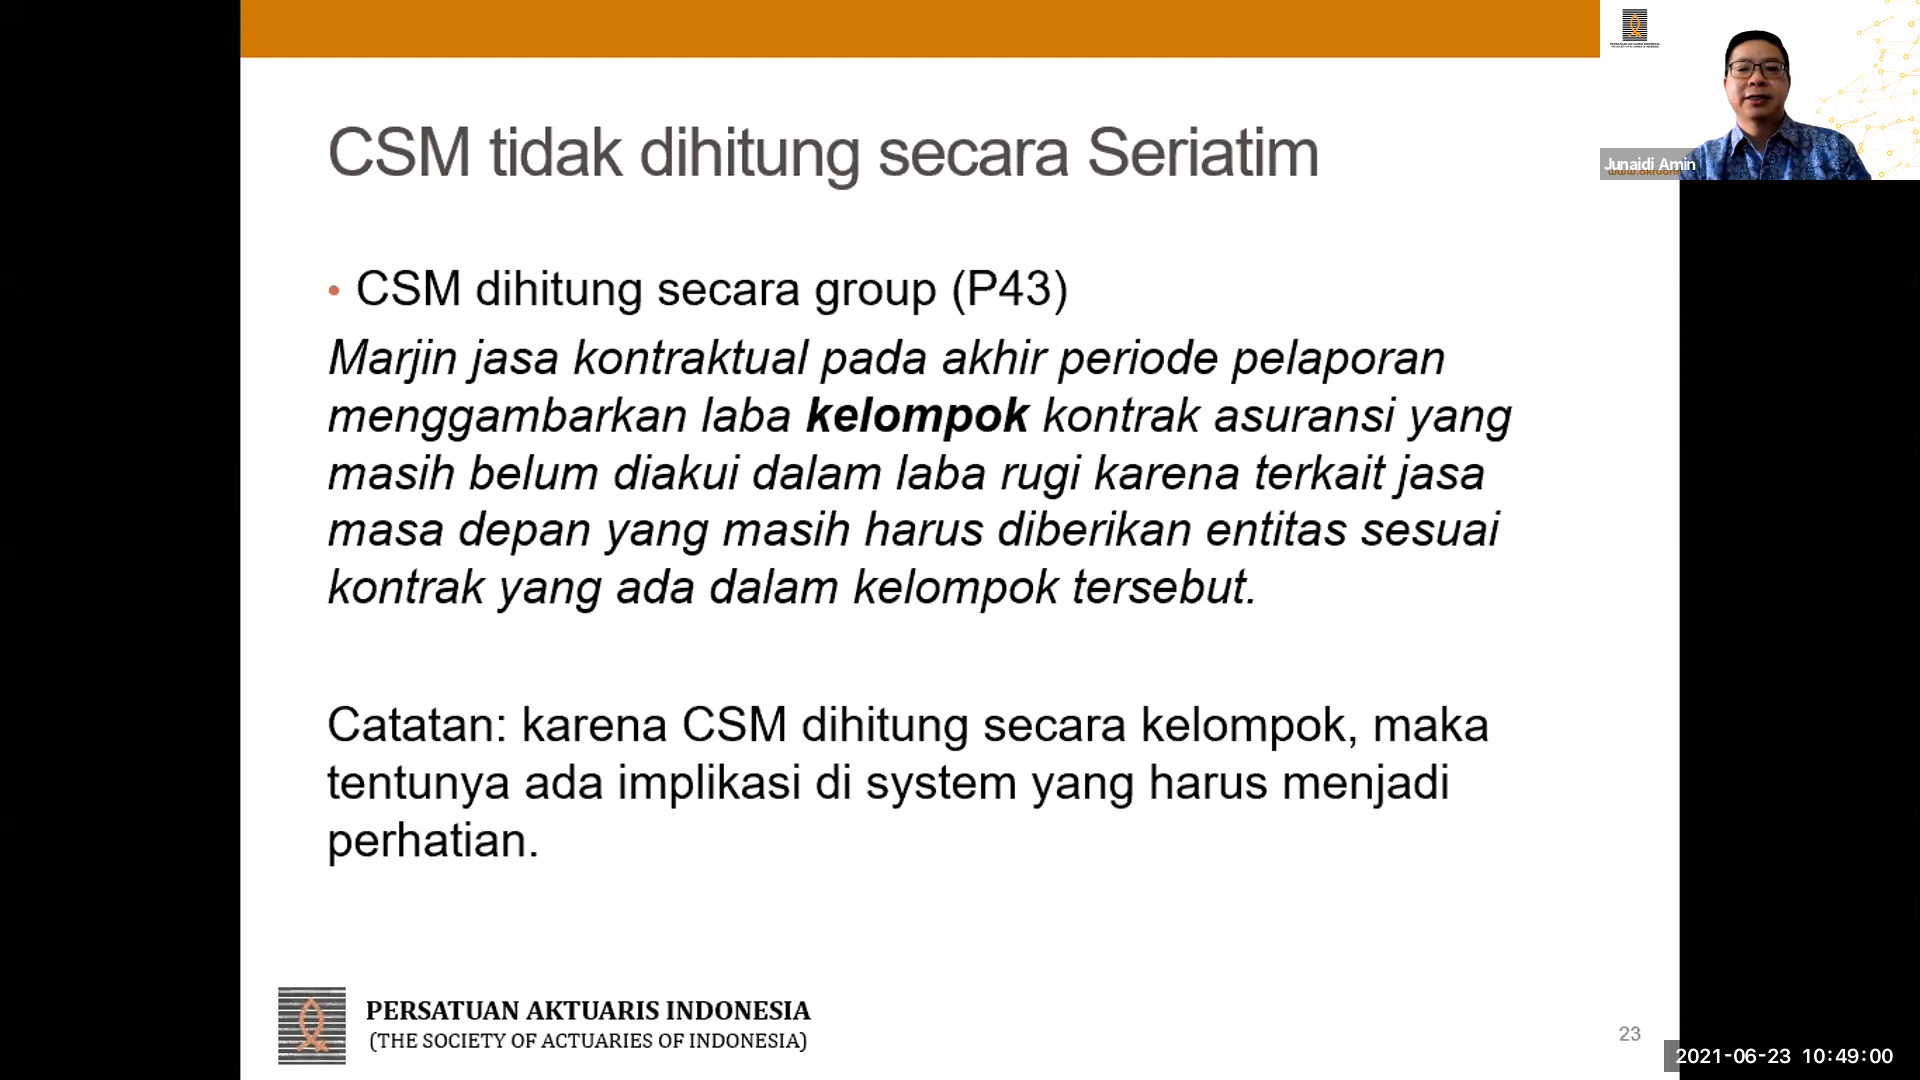 CSM tidak dihitung secara Seriatim
• CSM dihitung secara group (P43)
Marjin jasa kontraktual pada akhir periode pelaporan
menggambarkan laba kelompok kontrak asuransi yang
masih belum diakui dalam laba rugi karena terkait jasa
masa depan yang masih harus diberikan entitas sesuai
kontrak yang ada dalam kelompok tersebut.
Catatan: karena CSM dihitung secara kelompok, maka
tentunya ada implikasi di system yang harus menjadi
perhatian.
PERSATUAN AKTUARIS INDONESIA
(THE SOCIETY OF ACTUARIES OF INDONESIA)
23
Junaidi Amin
2021-06-23 10:49:00